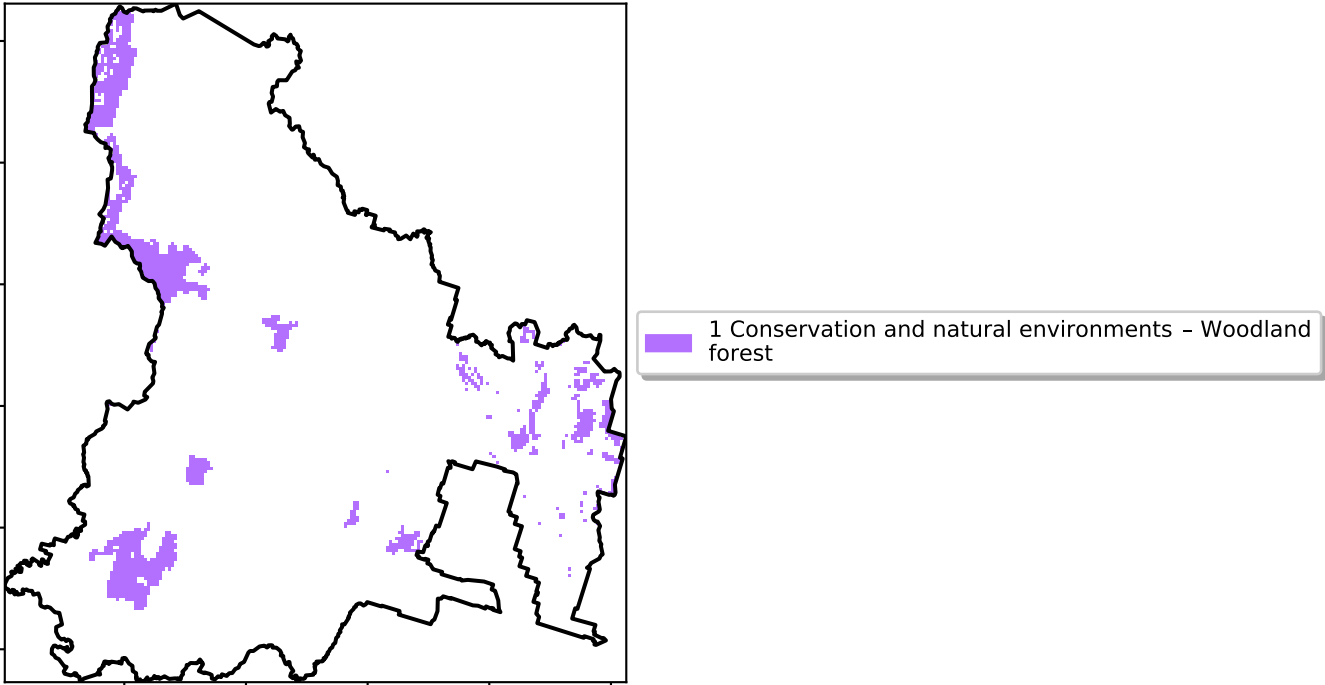 1 Conservation and natural environments – Woodland
forest